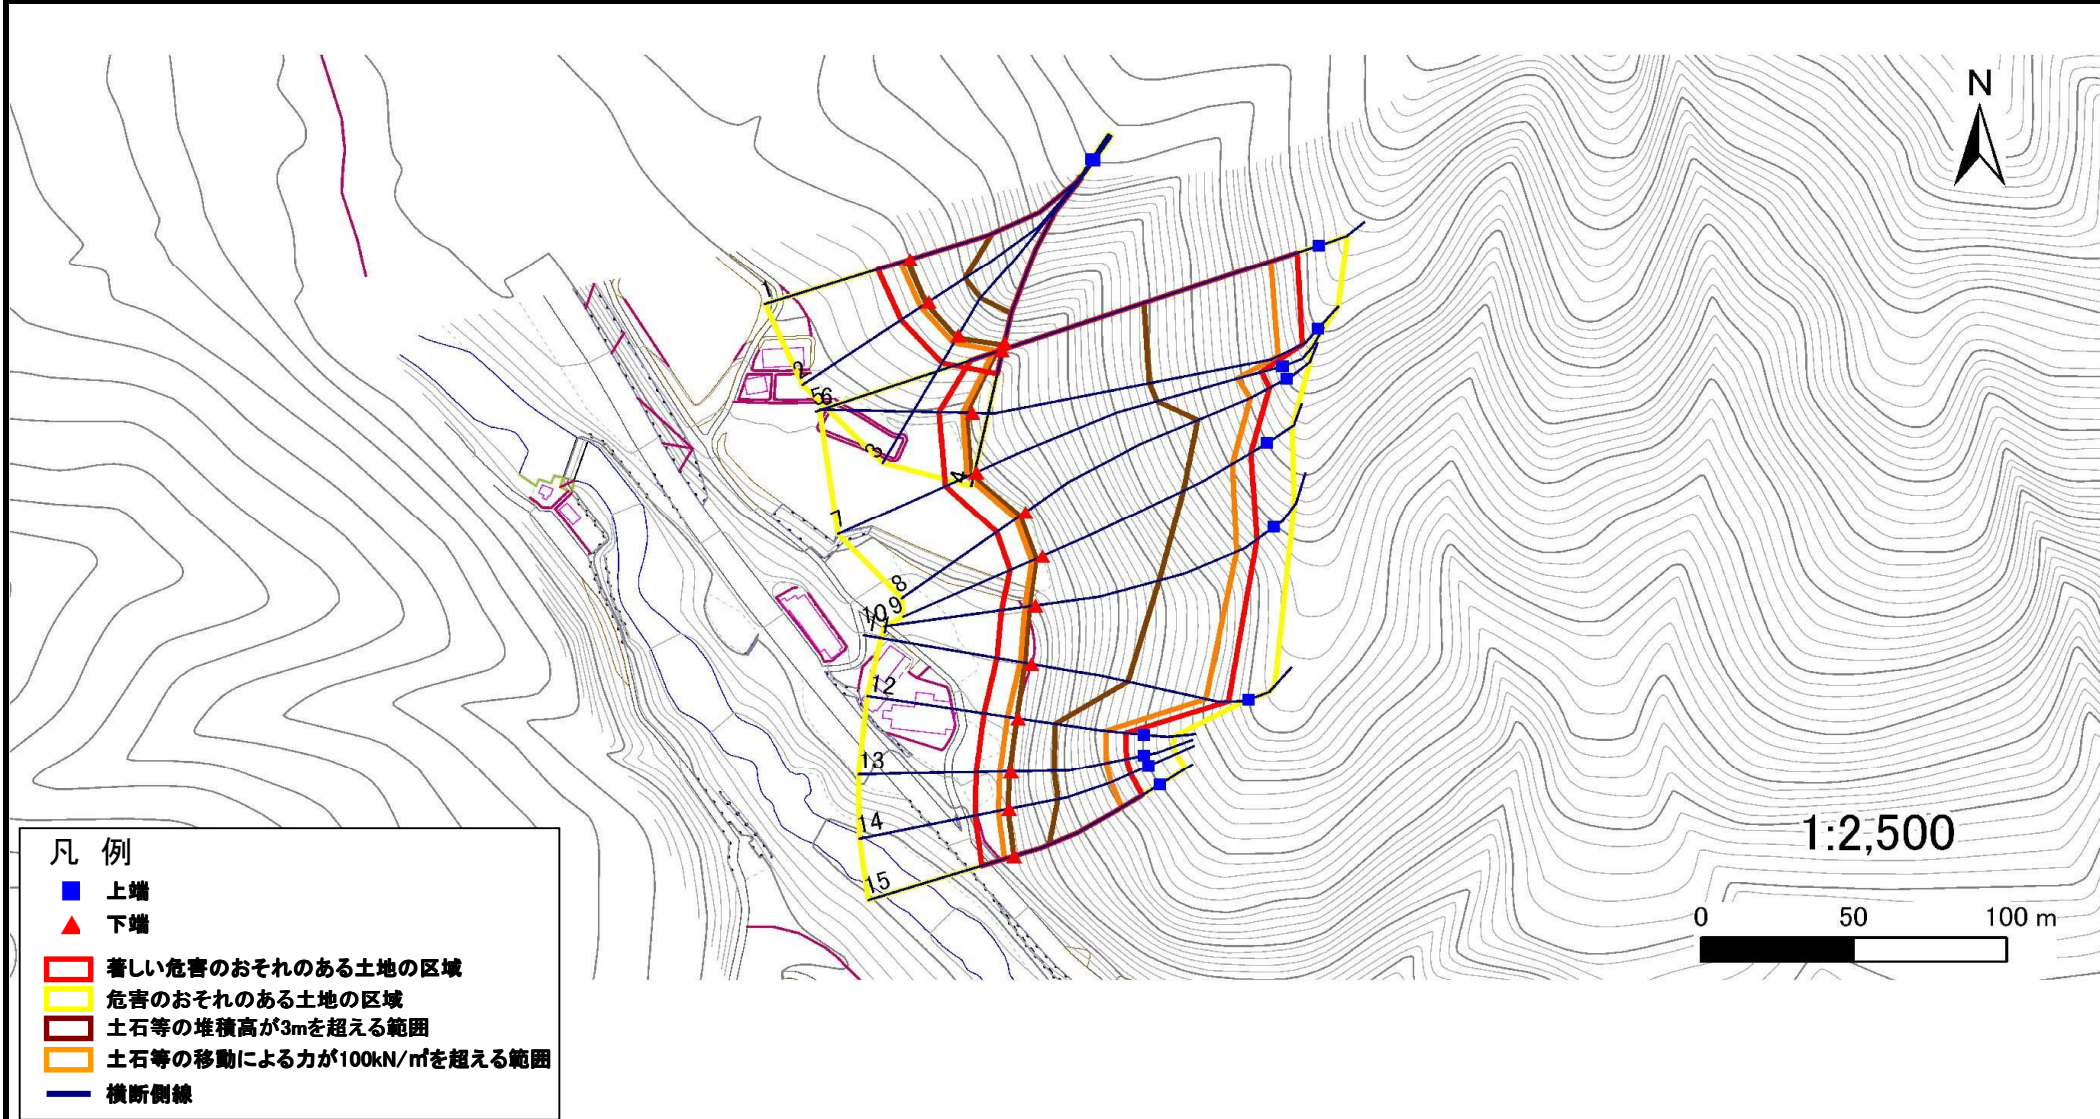 N
1
2
56
3
4
7
8
9
10
11
12
13
14
15
1:2,500
0 50 100 m
凡 例
上端
下端
著しい危害のおそれのある土地の区域
危害のおそれのある土地の区域
土石等の堆積高が3mを超える範囲
土石等の移動による力が100kN/㎡を超える範囲
横断側線